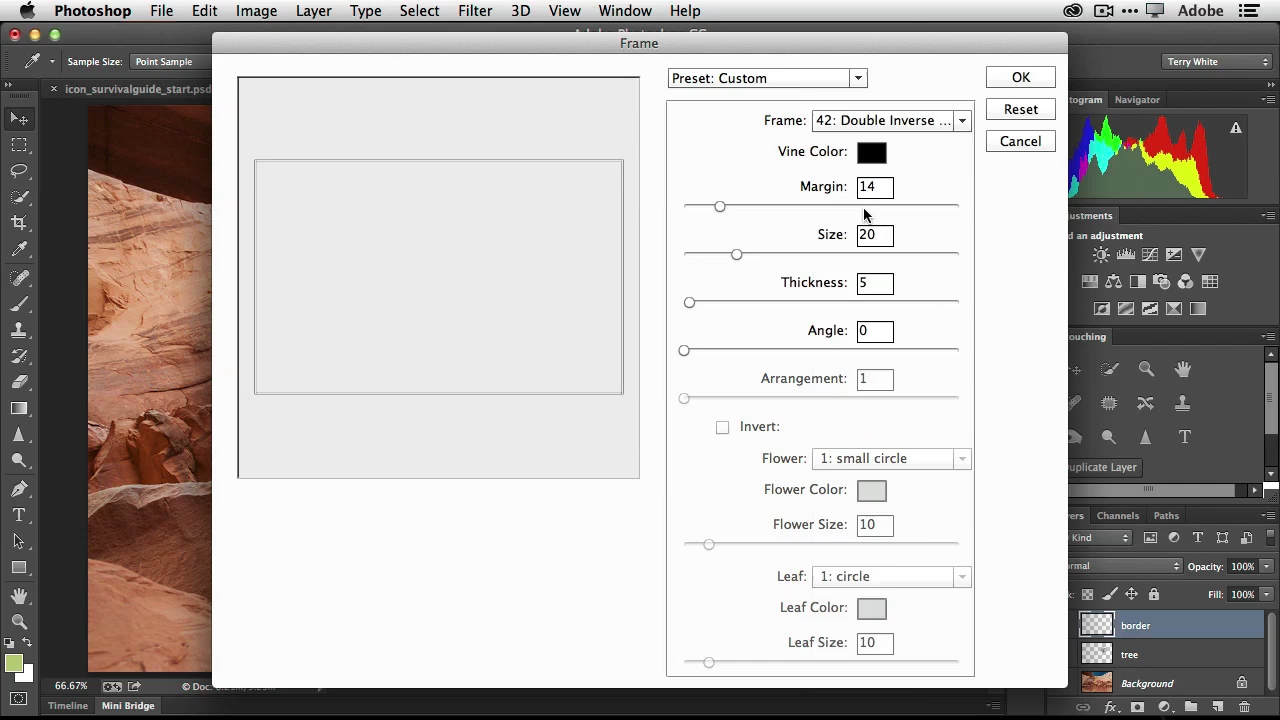 Photoshop File Edit Image Layer Type Select Filter 3D View Window Help Adobe
Sample Size: Point Sample Terry White
Frame
× icon_survivalguide_start.psd
Preset: Custom OK
Frame: 42: Double Inverse ... Reset
Vine Color: Cancel
Margin: 14
Size: 20
Thickness: 5
Angle: 0
Arrangement: 1
Invert:
Flower: 1: small circle
Flower Color:
Flower Size: 10
Leaf: 1: circle
Leaf Color:
Leaf Size: 10
Navigator
d an adjustment
uplicate Layer
Channels Paths
Kind
Opacity: 100%
Fill: 100%
border
tree
Background
66.67%
Timeline Mini Bridge